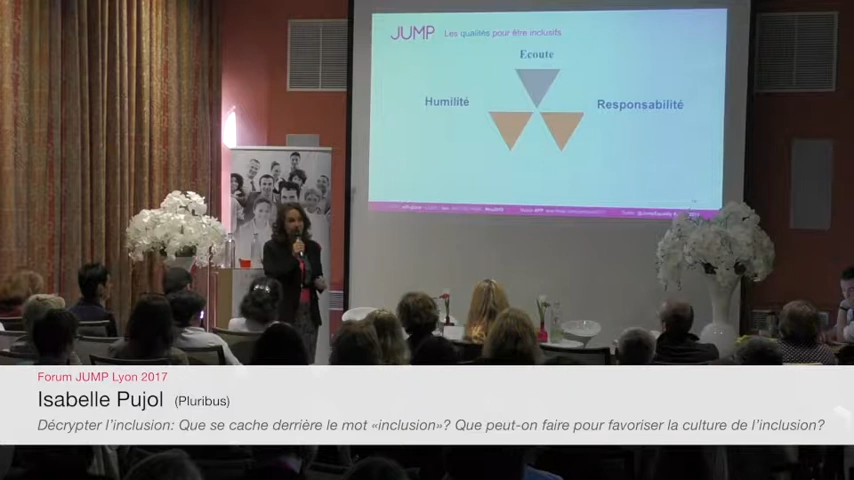 JUMP Les qualités pour être inclusifs
Ecoute
Humilité
Responsabilité
Forum JUMP Lyon 2017
Isabelle Pujol (Pluribus)
Décrypter l'inclusion: Que se cache derrière le mot «inclusion»? Que peut-on faire pour favoriser la culture de l'inclusion?